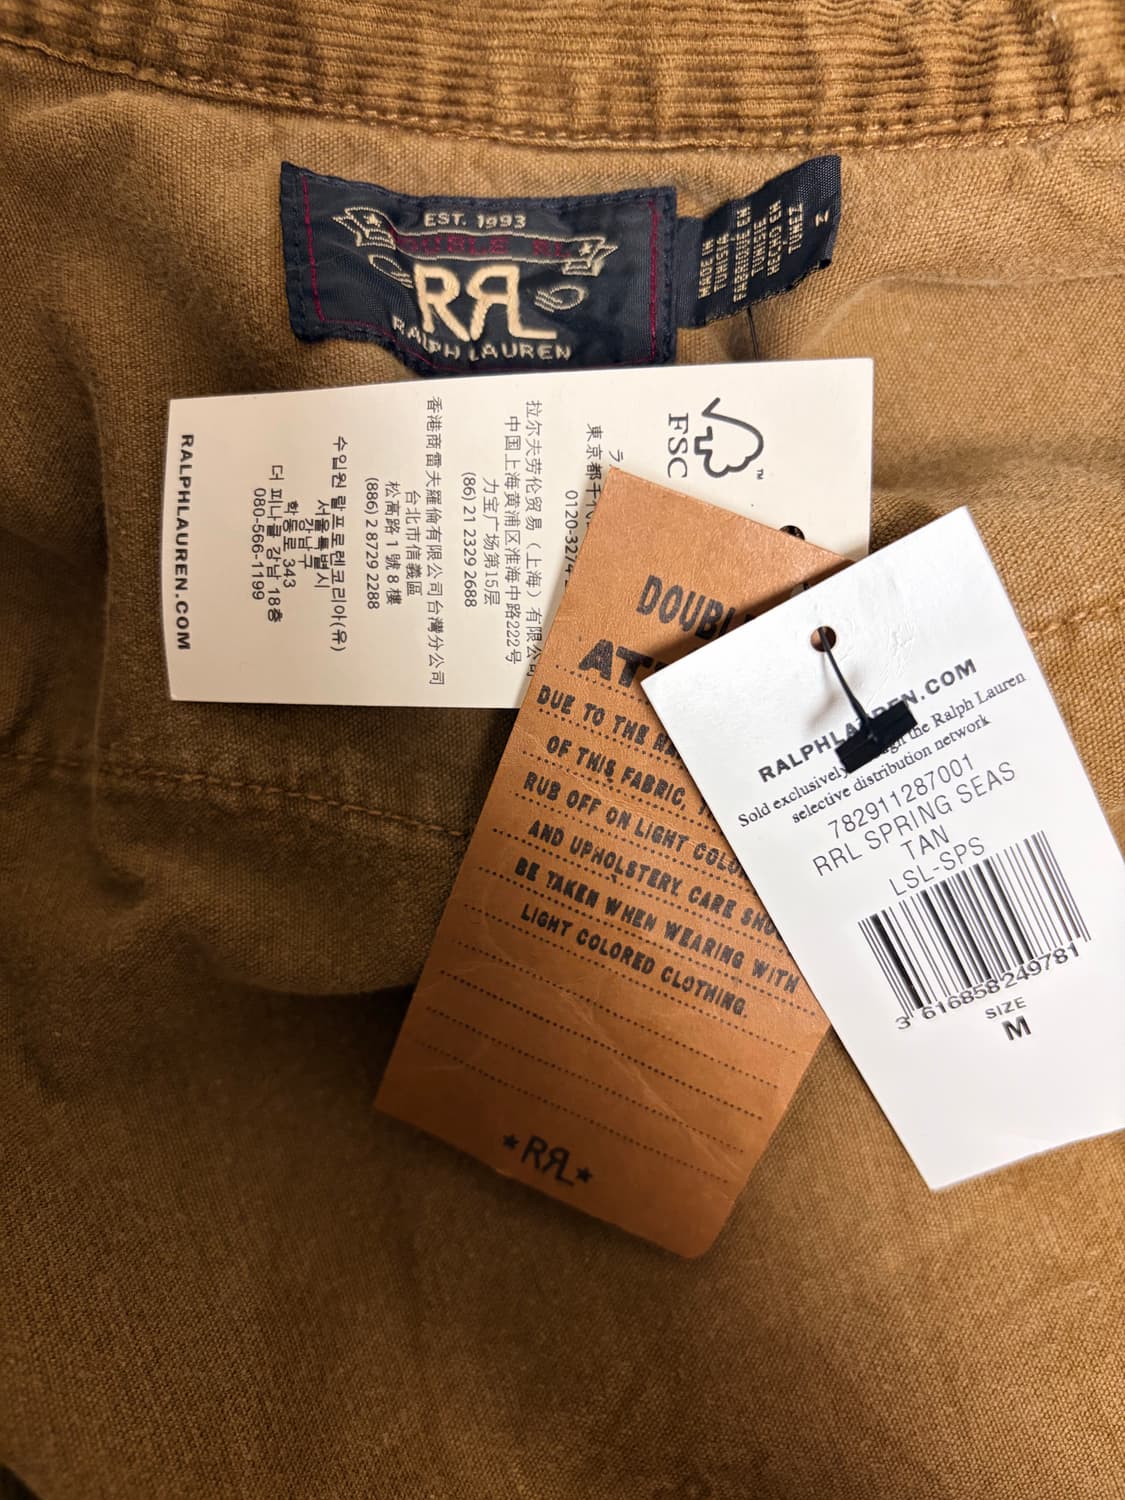 EST. 1993
DOUBLE RL
RRL
RALPH LAUREN
MADE IN
TUNISIA
FABRIQUE EN
TUNISIE
HECHO EN
TUNEZ
M
FSC
™
東京都千代
0120-3274
拉尔夫劳伦贸易（上海）有限公司
中国上海黄浦区淮海中路222号
力宝广场第15层
(86) 21 2329 2688
香港商雷夫羅倫有限公司台灣分公司
台北市信義區
松高路 1 號 8 樓
(886) 2 8729 2288
수입원 랄프로렌코리아(유)
서울특별시
강남구
학동로 343
더 피나클 강남 18층
080-566-1199
RALPHLAUREN.COM
DOUBL
AT
DUE TO THE
OF THIS FABRIC,
RUB OFF ON LIGHT COLO
AND UPHOLSTERY. CARE SHO
BE TAKEN WHEN WEARING WITH
LIGHT COLORED CLOTHING.
RRL
RALPHLAUREN.COM
Sold exclusively through the Ralph Lauren
selective distribution network
782911287001
RRL SPRING SEAS
TAN
LSL-SPS
3 616858 249781
SIZE
M